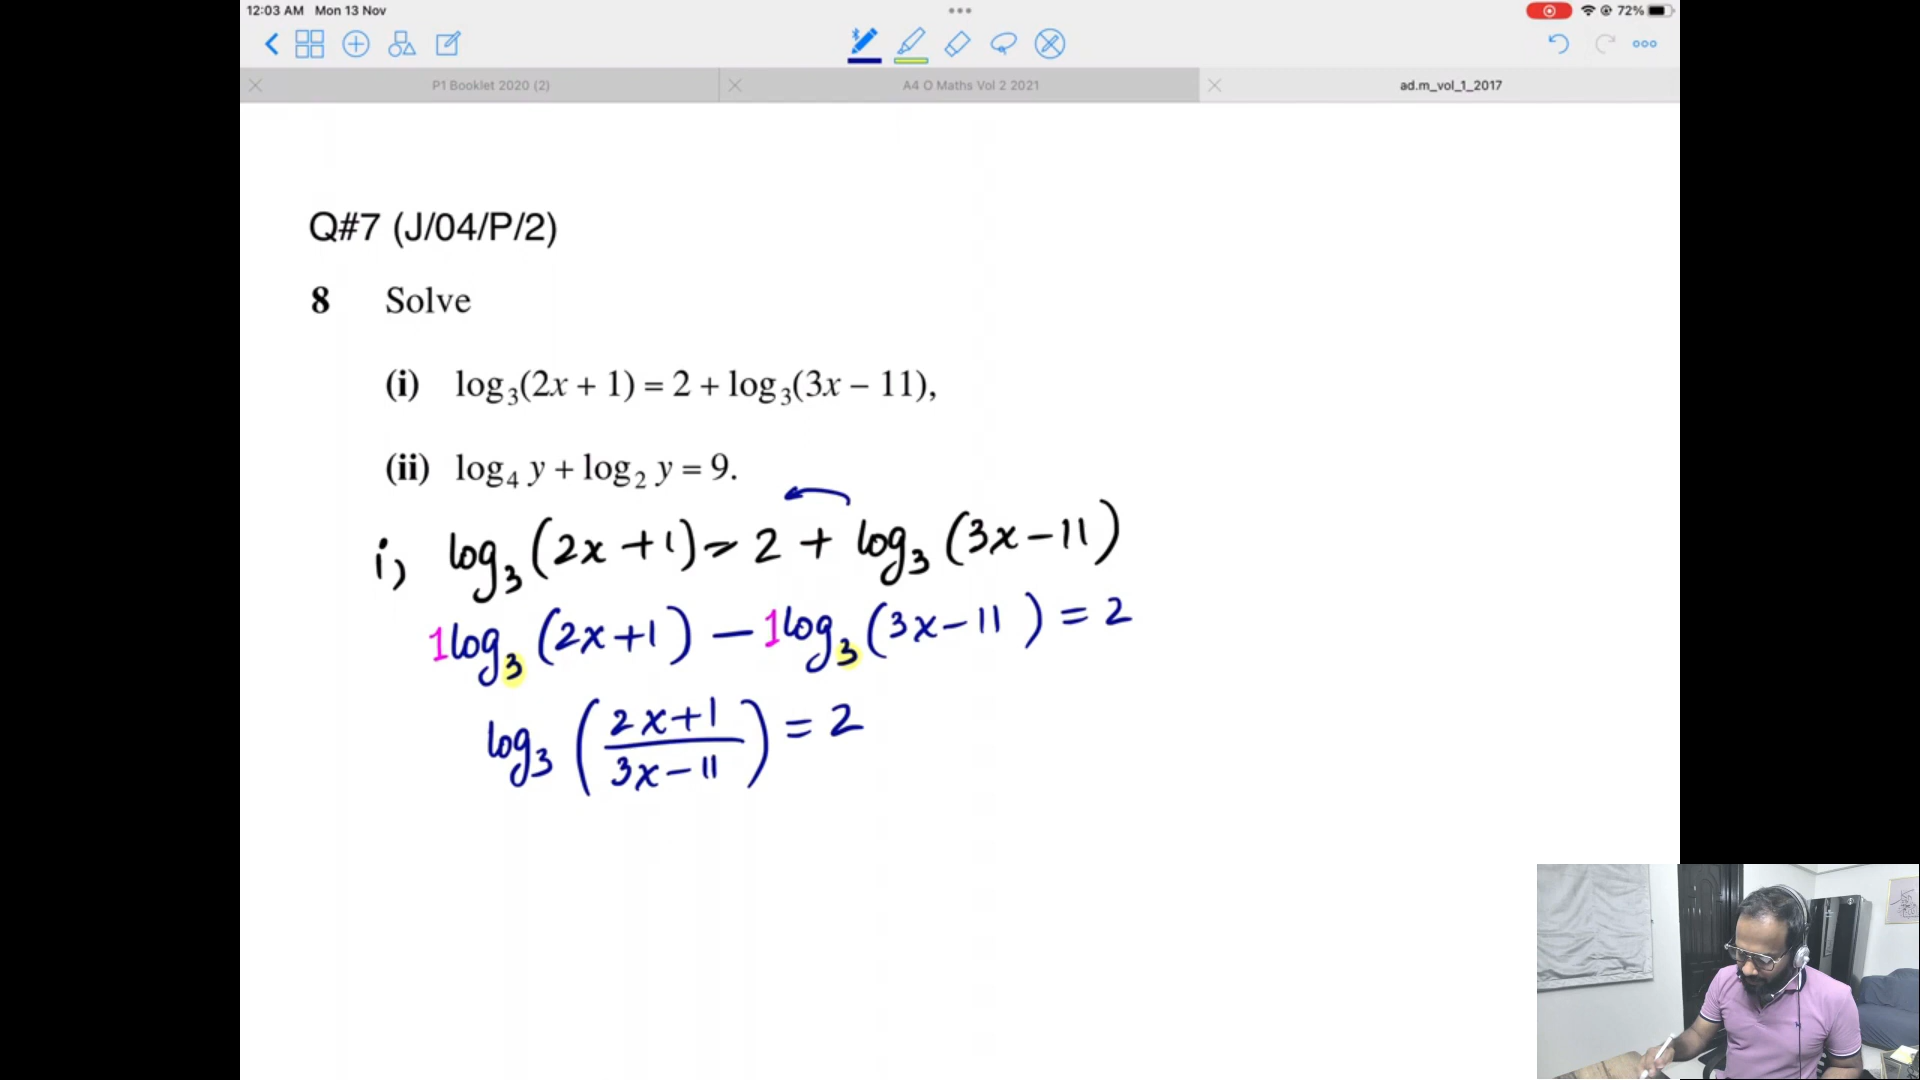 12:03 AM Mon 13 Nov
72%
P1 Booklet 2020 (2)
A4 O Maths Vol 2 2021
ad.m_vol_1_2017
Q#7 (J/04/P/2)
8 Solve
(i) log₃(2x + 1) = 2 + log₃(3x – 11),
(ii) log₄ y + log₂ y = 9.
i, log₃ (2x +1) = 2 + log₃ (3x – 11)
1log₃ (2x+1) – 1log₃ (3x – 11) = 2
log₃ (2x+1 / 3x – 11) = 2